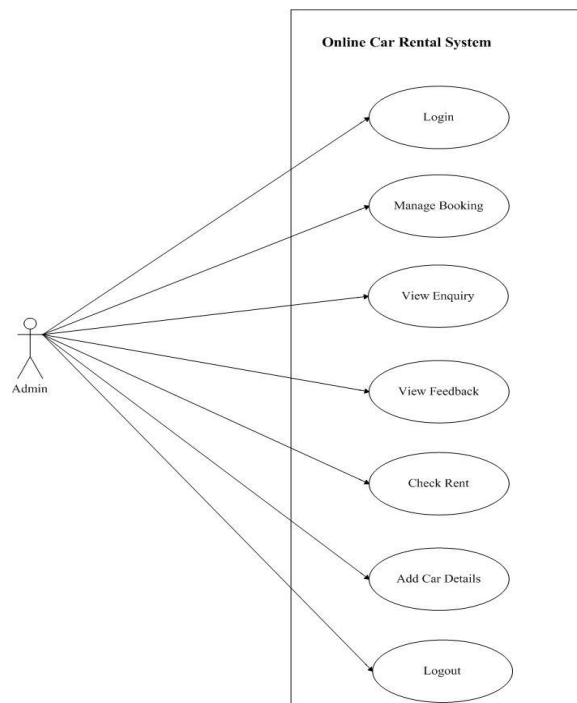 Online Car Rental System
Login
Manage Booking
View Enquiry
Admin
View Feedback
Check Rent
Add Car Details
Logout